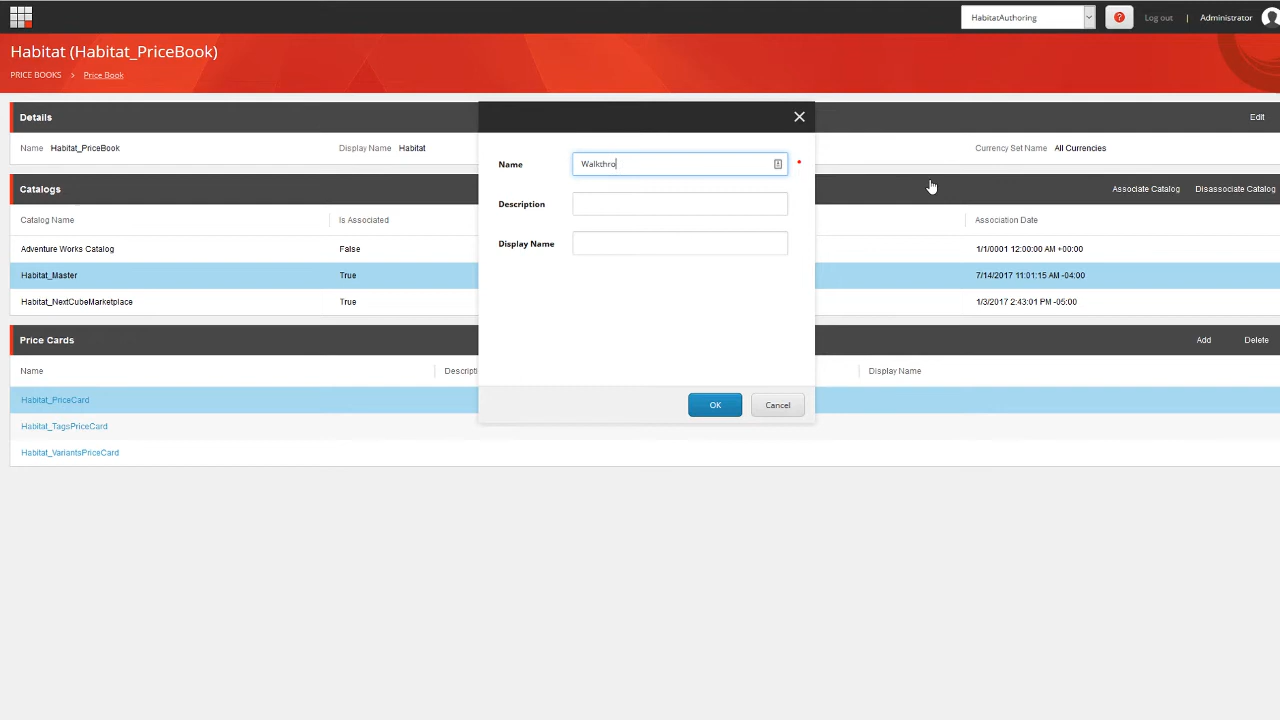 HabitatAuthoring
?
Log out | Administrator
Habitat (Habitat_PriceBook)
PRICE BOOKS > Price Book
Details
Edit
Name Habitat_PriceBook
Display Name Habitat
Currency Set Name All Currencies
Name Walkthro *
Description
Display Name
OK
Cancel
Catalogs
Associate Catalog Disassociate Catalog
Catalog Name Is Associated Association Date
Adventure Works Catalog False 1/1/0001 12:00:00 AM +00:00
Habitat_Master True 7/14/2017 11:01:15 AM -04:00
Habitat_NextCubeMarketplace True 1/3/2017 2:43:01 PM -05:00
Price Cards
Add Delete
Name Descripti Display Name
Habitat_PriceCard
Habitat_TagsPriceCard
Habitat_VariantsPriceCard